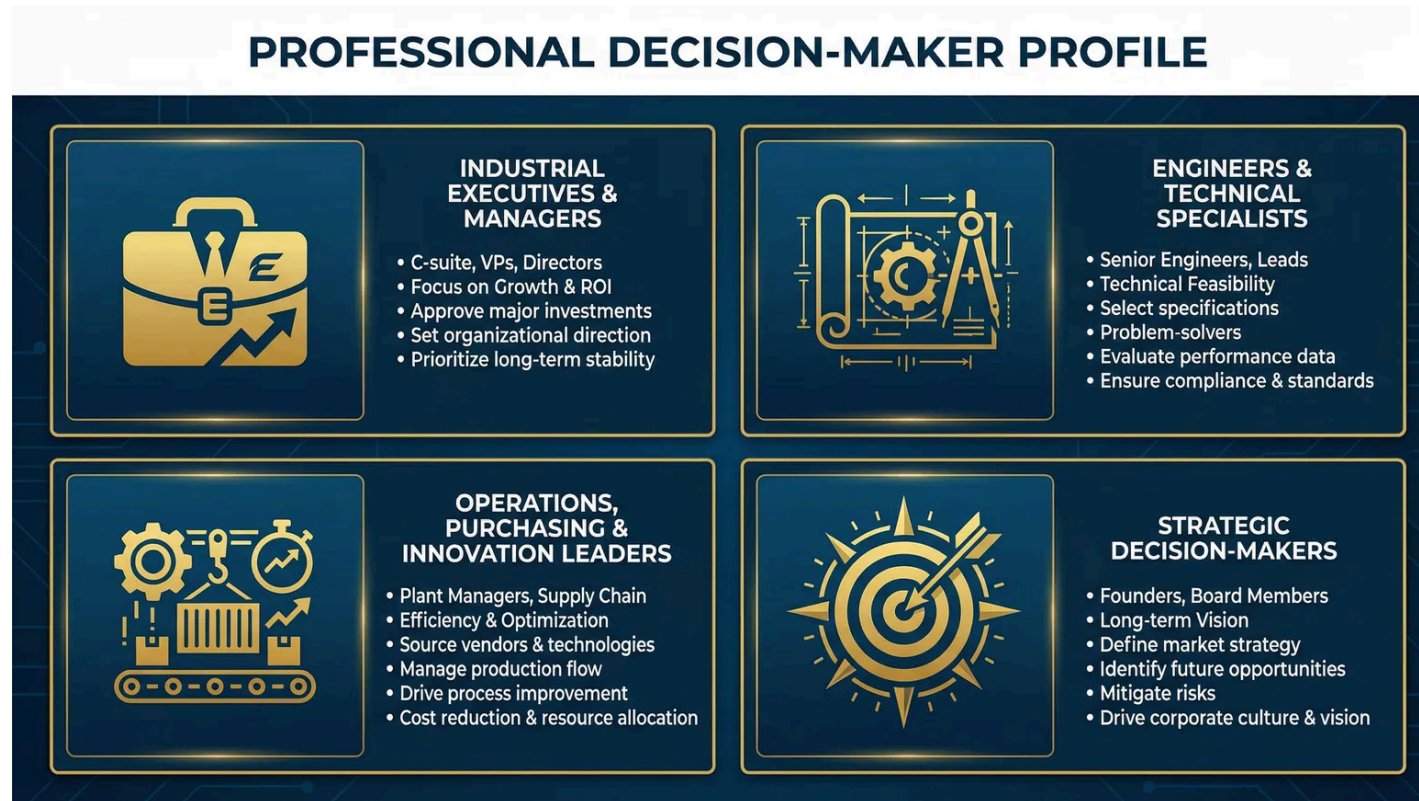 PROFESSIONAL DECISION-MAKER PROFILE
INDUSTRIAL
EXECUTIVES &
MANAGERS
• C-suite, VPs, Directors
• Focus on Growth & ROI
• Approve major investments
• Set organizational direction
• Prioritize long-term stability
E
E
ENGINEERS &
TECHNICAL
SPECIALISTS
• Senior Engineers, Leads
• Technical Feasibility
• Select specifications
• Problem-solvers
• Evaluate performance data
• Ensure compliance & standards
OPERATIONS,
PURCHASING &
INNOVATION LEADERS
• Plant Managers, Supply Chain
• Efficiency & Optimization
• Source vendors & technologies
• Manage production flow
• Drive process improvement
• Cost reduction & resource allocation
STRATEGIC
DECISION-MAKERS
• Founders, Board Members
• Long-term Vision
• Define market strategy
• Identify future opportunities
• Mitigate risks
• Drive corporate culture & vision